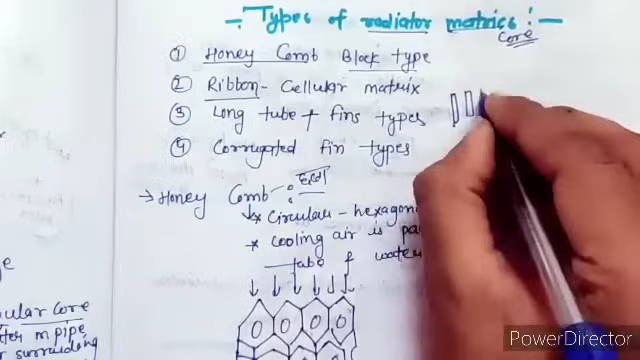 -: Types of radiator matrics :-
core
① Honey Comb Block type
② Ribbon - Cellular matrix
③ Long tube + fins types
④ Corrugated fin types
→ Honey Comb
* Circular - hexagon
* Cooling air is pa
tube & water
e
ular core
ter in pipe
surrounding
PowerDirector